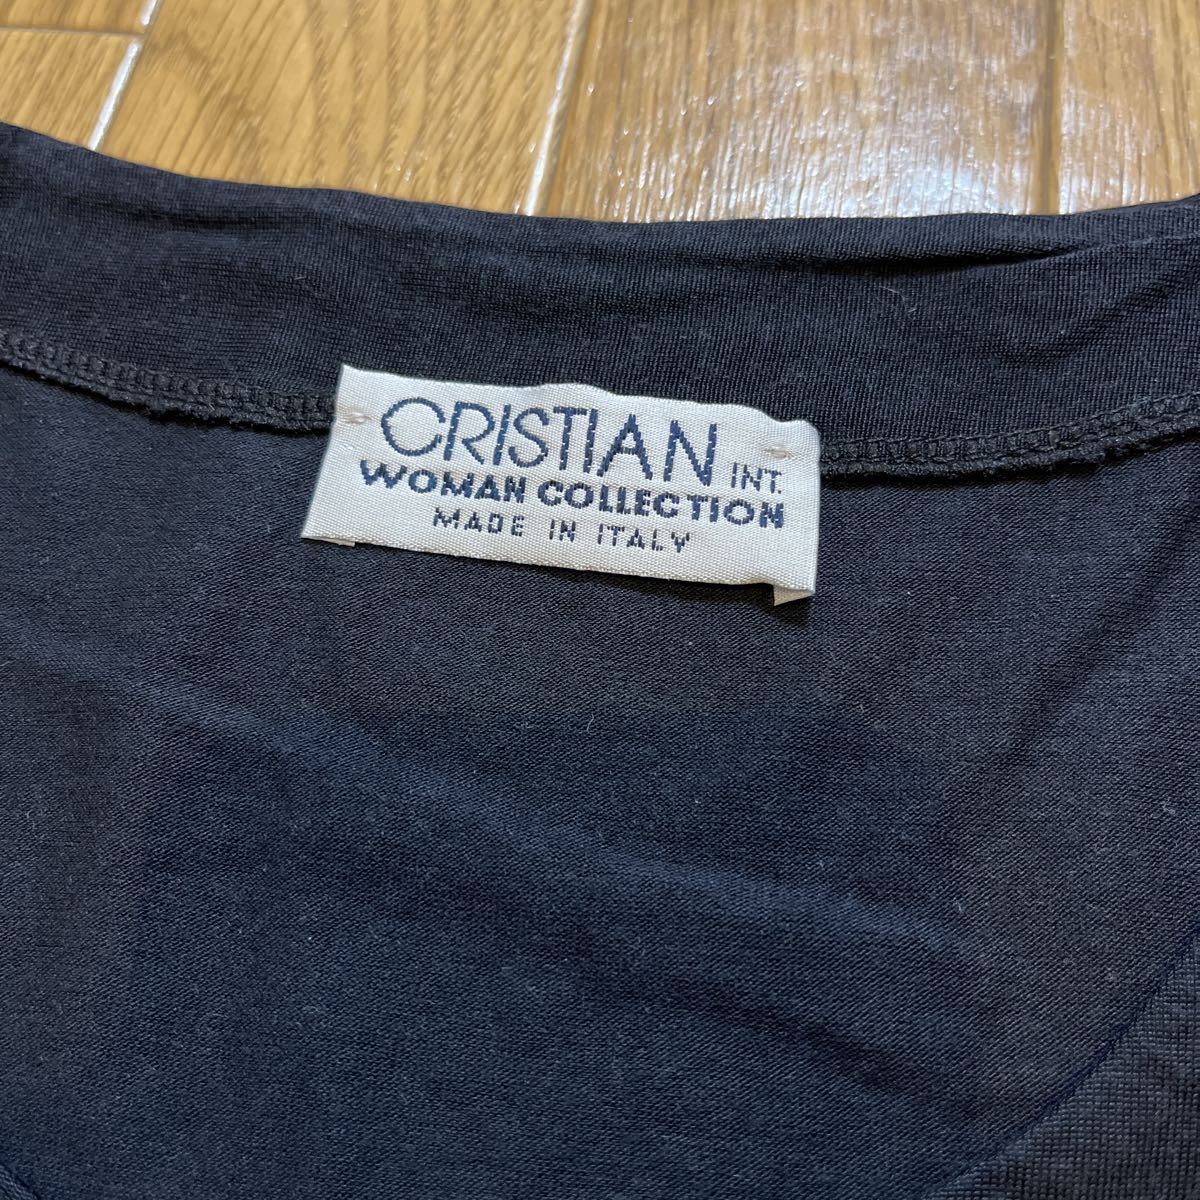 CRISTIAN INT.
WOMAN COLLECTION
MADE IN ITALY